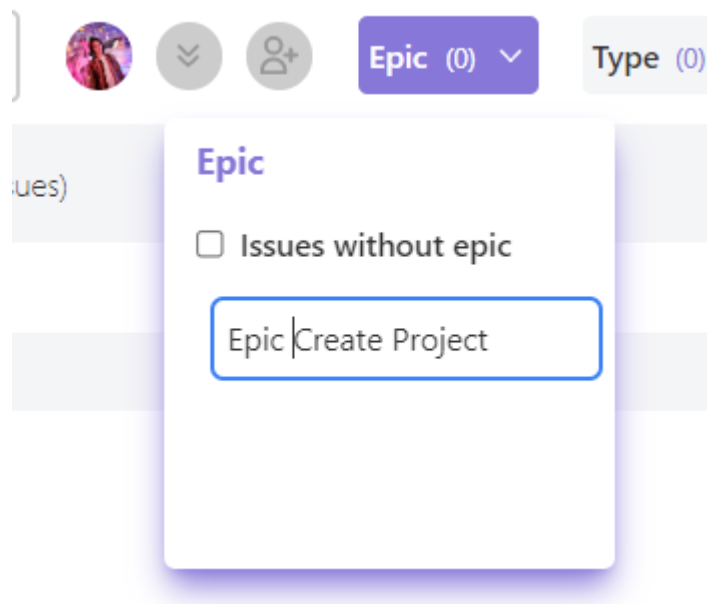 Epic (0)
Type (0)
ues)
Epic
Issues without epic
Epic Create Project